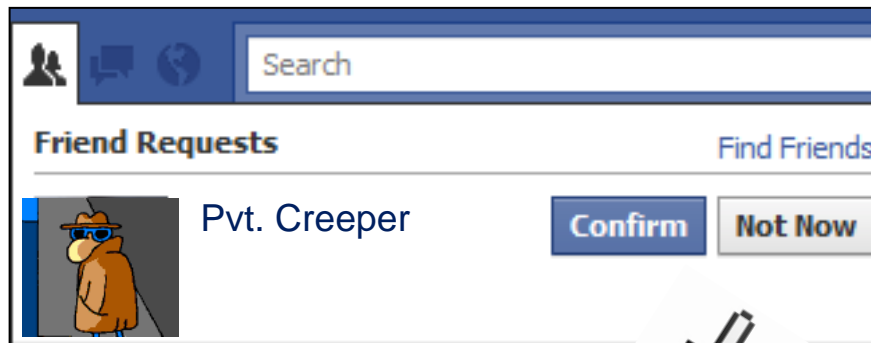 Search
Friend Requests Find Friends
Pvt. Creeper Confirm Not Now